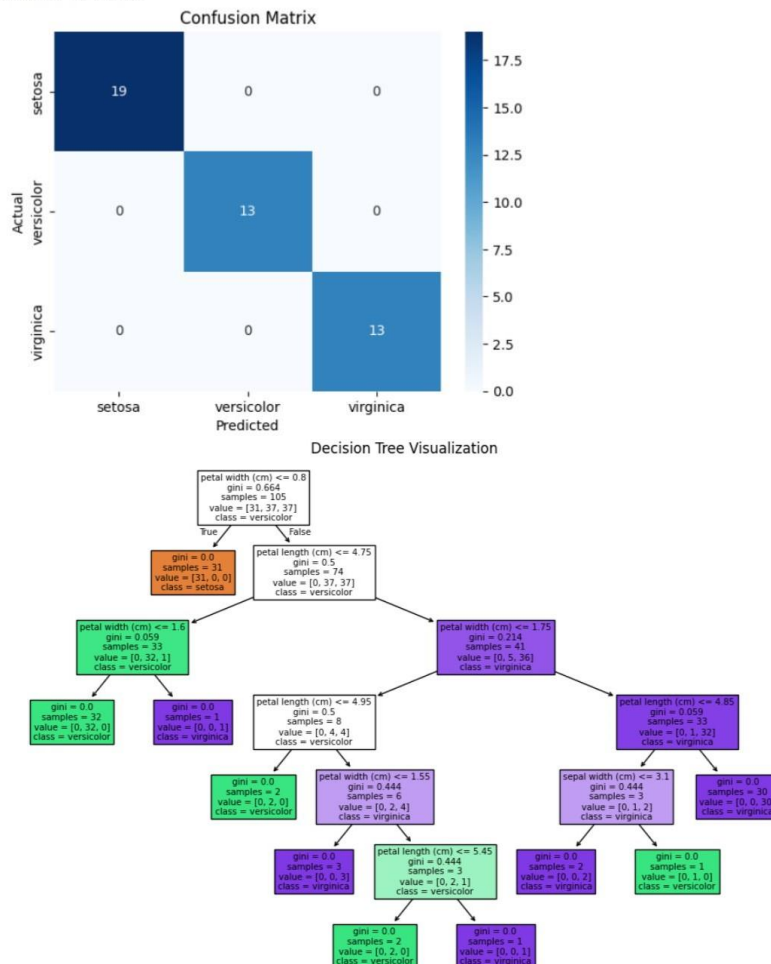 Confusion Matrix
setosa
versicolor
virginica
Actual
19 0 0
0 13 0
0 0 13
17.5
15.0
12.5
10.0
7.5
5.0
2.5
0.0
setosa versicolor virginica
Predicted
Decision Tree Visualization
petal width (cm) <= 0.8
gini = 0.664
samples = 105
value = [31, 37, 37]
class = versicolor
True False
gini = 0.0
samples = 31
value = [31, 0, 0]
class = setosa
petal length (cm) <= 4.75
gini = 0.5
samples = 74
value = [0, 37, 37]
class = versicolor
petal width (cm) <= 1.6
gini = 0.059
samples = 33
value = [0, 32, 1]
class = versicolor
petal width (cm) <= 1.75
gini = 0.214
samples = 41
value = [0, 5, 36]
class = virginica
gini = 0.0
samples = 32
value = [0, 32, 0]
class = versicolor
gini = 0.0
samples = 1
value = [0, 0, 1]
class = virginica
petal length (cm) <= 4.95
gini = 0.5
samples = 8
value = [0, 4, 4]
class = versicolor
petal length (cm) <= 4.85
gini = 0.059
samples = 33
value = [0, 1, 32]
class = virginica
gini = 0.0
samples = 2
value = [0, 2, 0]
class = versicolor
petal width (cm) <= 1.55
gini = 0.444
samples = 6
value = [0, 2, 4]
class = virginica
sepal width (cm) <= 3.1
gini = 0.444
samples = 3
value = [0, 1, 2]
class = virginica
gini = 0.0
samples = 30
value = [0, 0, 30]
class = virginica
gini = 0.0
samples = 3
value = [0, 0, 3]
class = virginica
petal length (cm) <= 5.45
gini = 0.444
samples = 3
value = [0, 2, 1]
class = versicolor
gini = 0.0
samples = 2
value = [0, 0, 2]
class = virginica
gini = 0.0
samples = 1
value = [0, 1, 0]
class = versicolor
gini = 0.0
samples = 2
value = [0, 2, 0]
class = versicolor
gini = 0.0
samples = 1
value = [0, 0, 1]
class = virginica